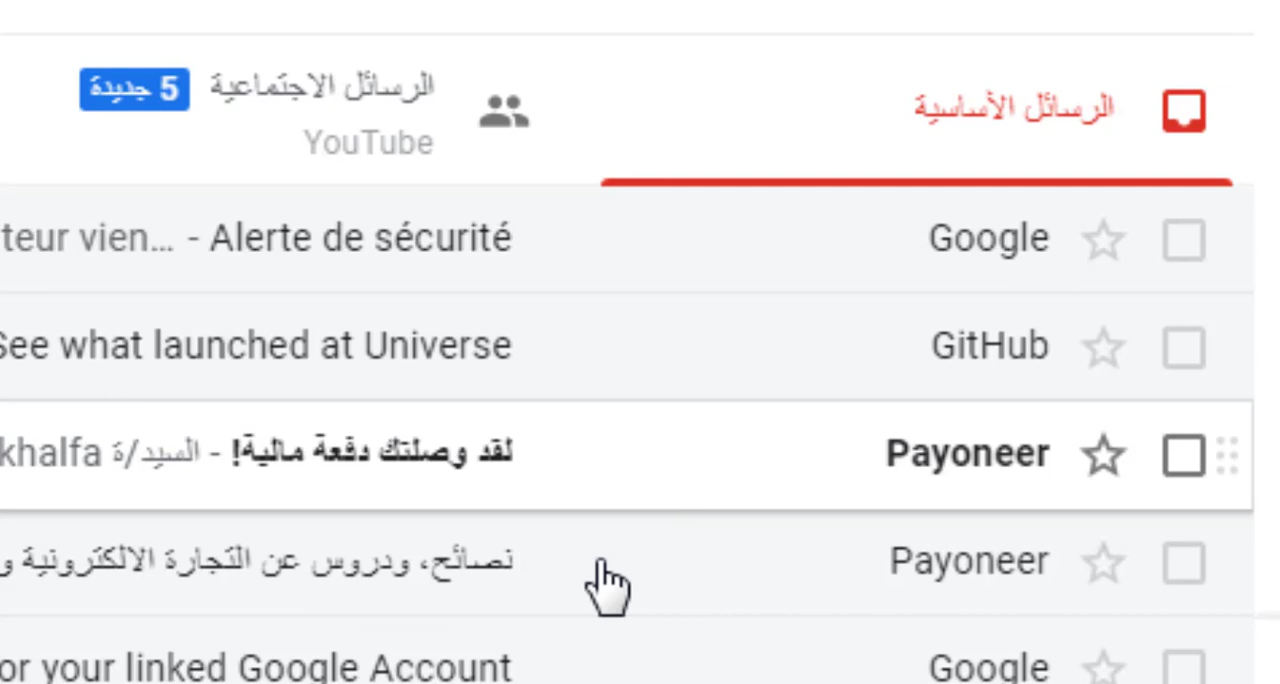 الرسائل الأساسية
الرسائل الاجتماعية 5 جديدة
YouTube
Google Alerte de sécurité - teur vien...
GitHub See what launched at Universe
Payoneer لقد وصلتك دفعة مالية! - السيد/ة khalfa
Payoneer نصائح، ودروس عن التجارة الالكترونية و
Google or your linked Google Account